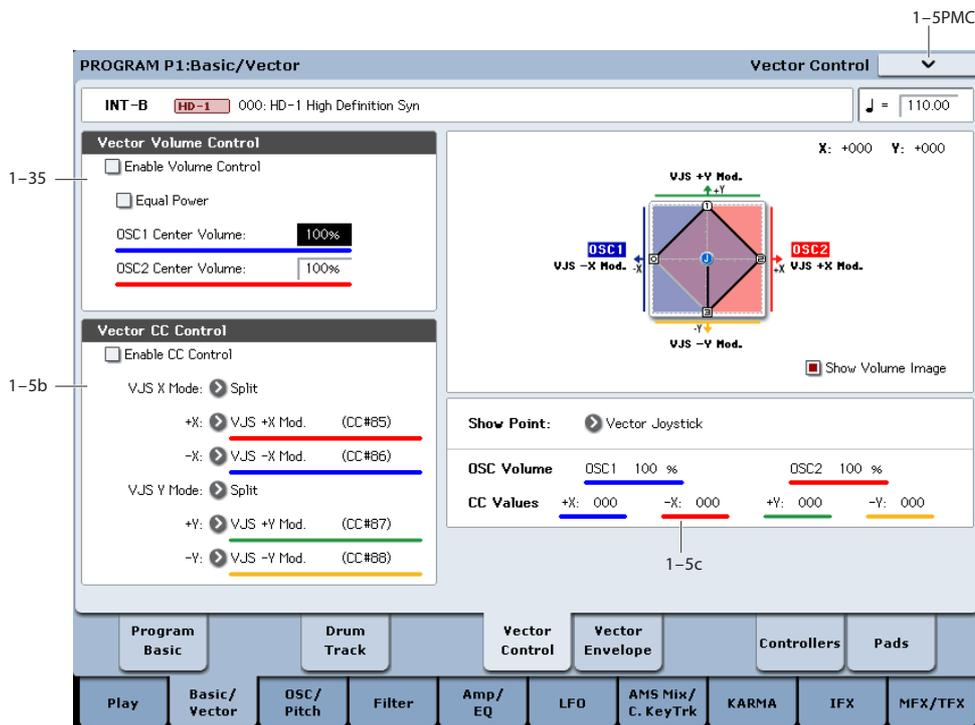 1–5PMC
PROGRAM P1:Basic/Vector
Vector Control
INT-B HD-1 000: HD-1 High Definition Syn
♩ = 110.00
1–35
Vector Volume Control
Enable Volume Control
Equal Power
OSC1 Center Volume: 100%
OSC2 Center Volume: 100%
X: +000 Y: +000
VJS +Y Mod.
+Y
1
OSC1
VJS -X Mod. -X
0
J
2
OSC2
+X VJS +X Mod.
3
-Y
VJS -Y Mod.
Show Volume Image
1–5b
Vector CC Control
Enable CC Control
VJS X Mode: Split
+X: VJS +X Mod. (CC#85)
-X: VJS -X Mod. (CC#86)
VJS Y Mode: Split
+Y: VJS +Y Mod. (CC#87)
-Y: VJS -Y Mod. (CC#88)
Show Point: Vector Joystick
OSC Volume OSC1 100 % OSC2 100 %
CC Values +X: 000 -X: 000 +Y: 000 -Y: 000
1–5c
Program Basic
Drum Track
Vector Control
Vector Envelope
Controllers
Pads
Play
Basic/ Vector
OSC/ Pitch
Filter
Amp/ EQ
LFO
AMS Mix/ C. KeyTrk
KARMA
IFX
MFX/TFX